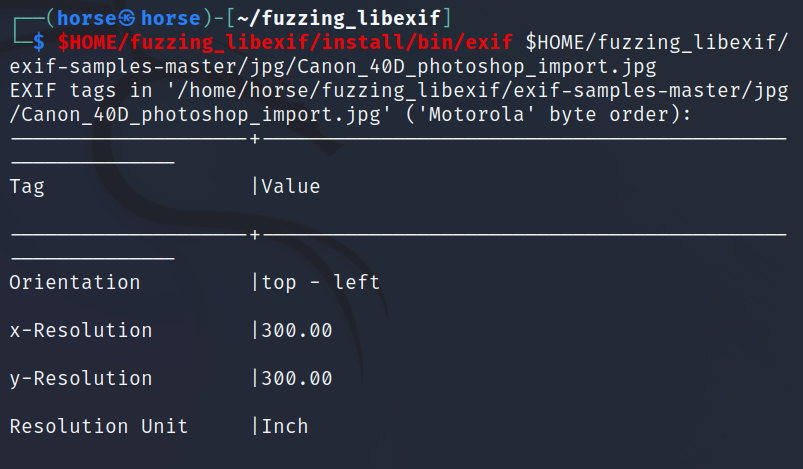 ┌──(horse㉿horse)-[~/fuzzing_libexif]
└─$ $HOME/fuzzing_libexif/install/bin/exif $HOME/fuzzing_libexif/
exif-samples-master/jpg/Canon_40D_photoshop_import.jpg
EXIF tags in '/home/horse/fuzzing_libexif/exif-samples-master/jpg
/Canon_40D_photoshop_import.jpg' ('Motorola' byte order):
--------------------+--------------------------------------------
--------------
Tag                 |Value
--------------------+--------------------------------------------
--------------
Orientation         |top - left
x-Resolution        |300.00
y-Resolution        |300.00
Resolution Unit     |Inch